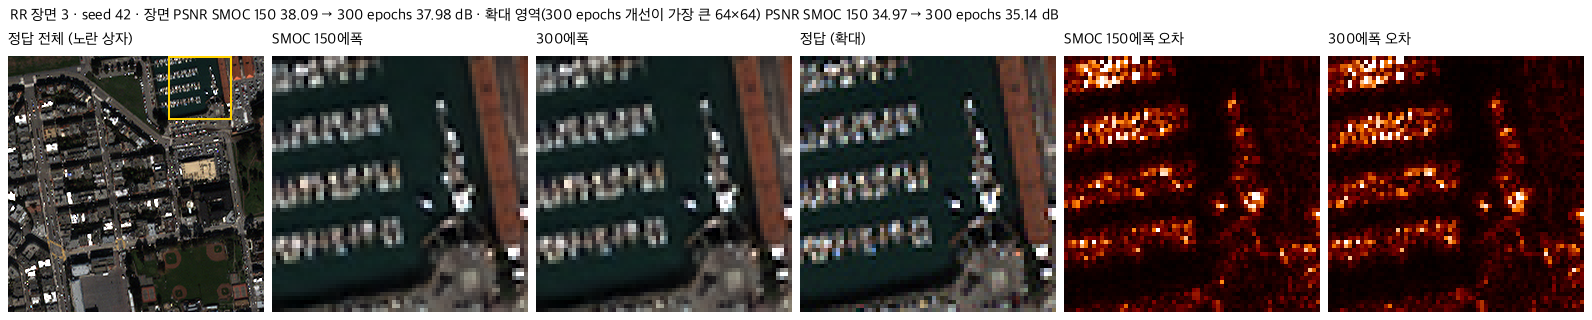 RR 장면 3 · seed 42 · 장면 PSNR SMOC 150 38.09 → 300 epochs 37.98 dB · 확대 영역(300 epochs 개선이 가장 큰 64×64) PSNR SMOC 150 34.97 → 300 epochs 35.14 dB
정답 전체 (노란 상자)
SMOC 150에폭
300에폭
정답 (확대)
SMOC 150에폭 오차
300에폭 오차